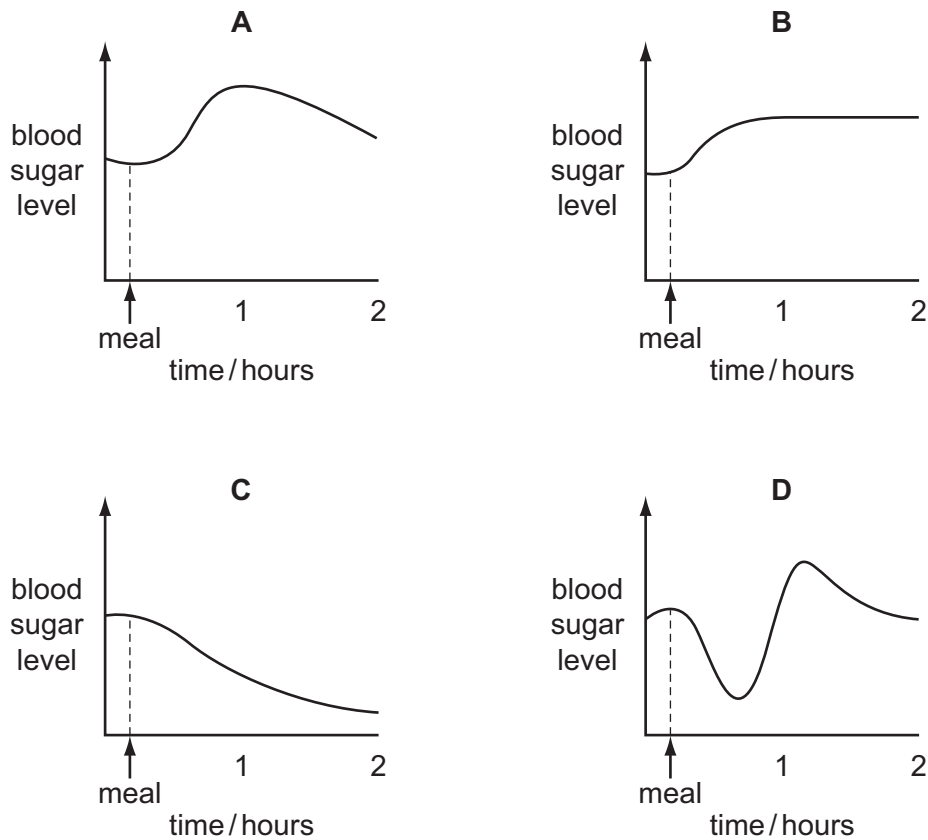 A
blood
sugar
level
1
2
meal
time / hours
B
blood
sugar
level
1
2
meal
time / hours
C
blood
sugar
level
1
2
meal
time / hours
D
blood
sugar
level
1
2
meal
time / hours